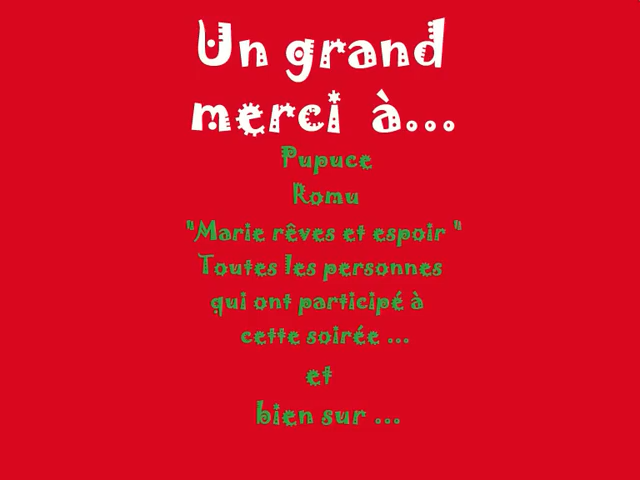 Un grand
merci à...
Pupuce
Romu
"Marie rêves et espoir "
Toutes les personnes
qui ont participé à
cette soirée ...
et
bien sur ...